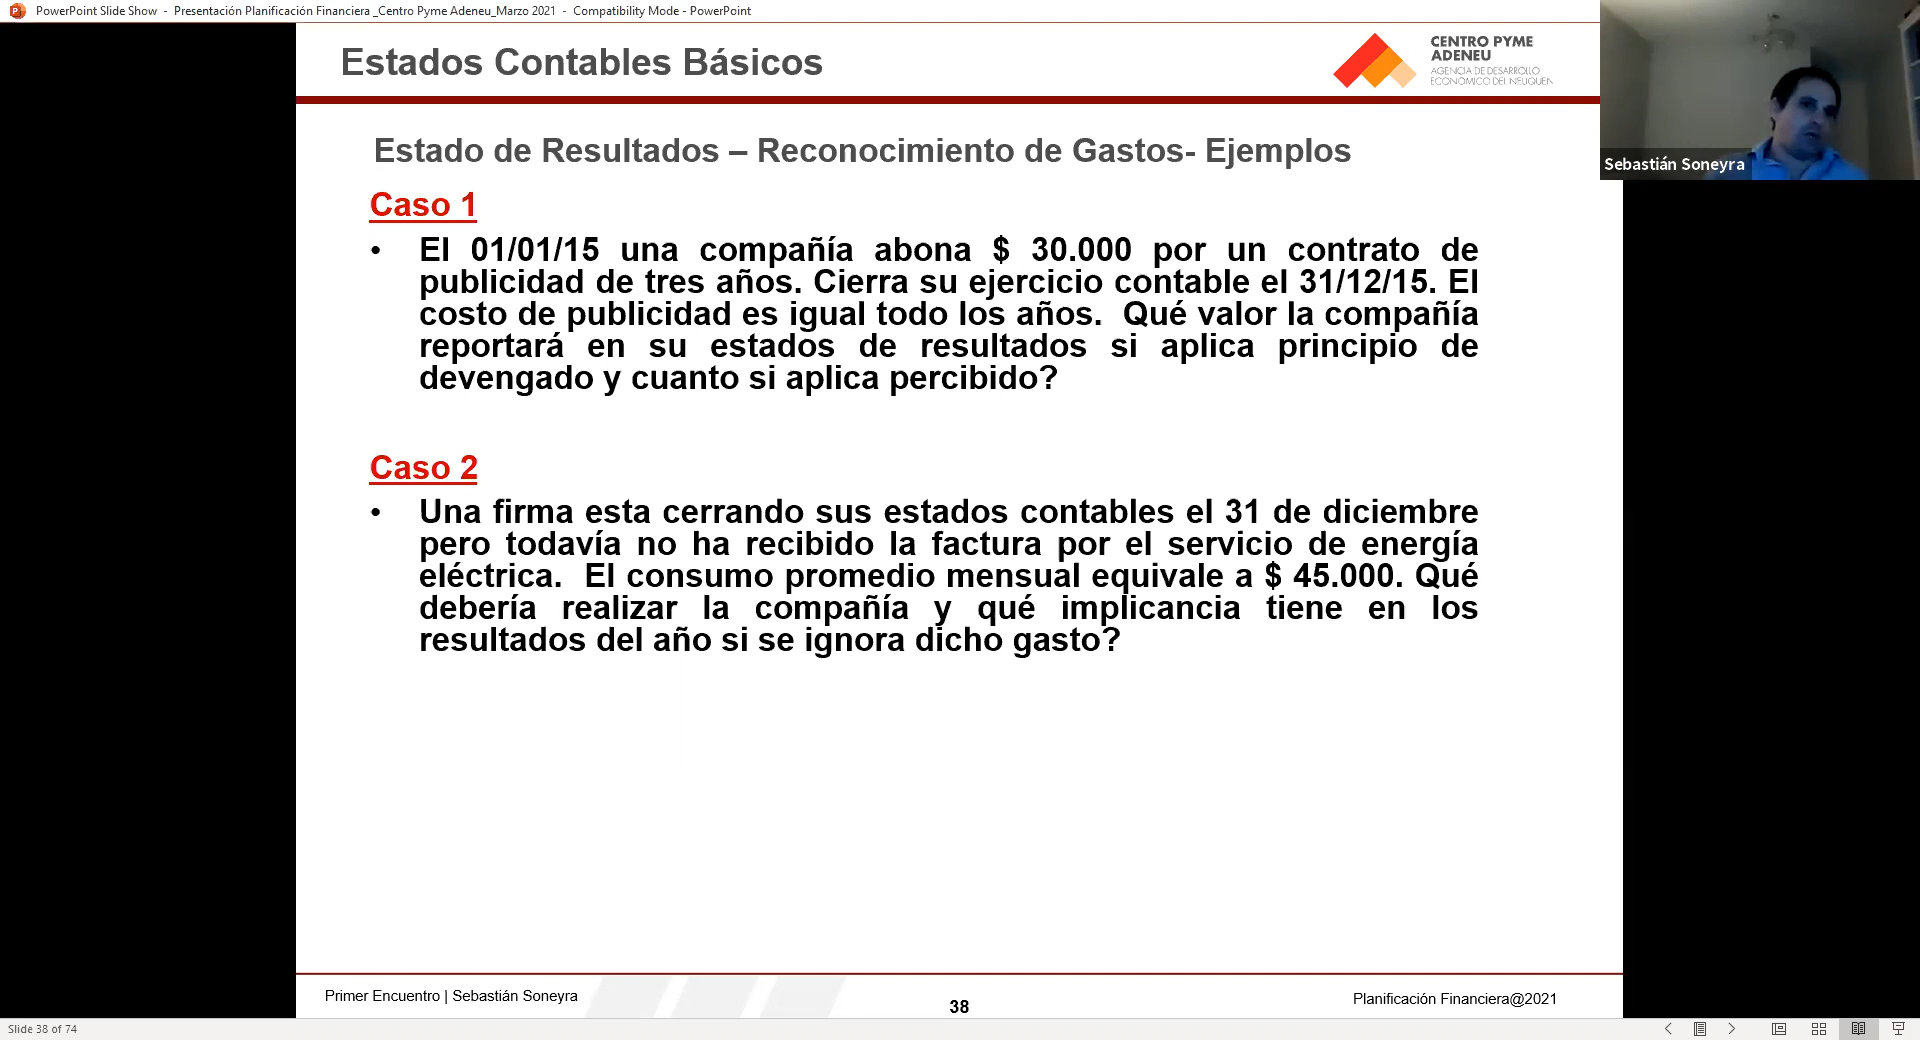 PowerPoint Slide Show - Presentación Planificación Financiera _Centro Pyme Adeneu_Marzo 2021 - Compatibility Mode - PowerPoint
Estados Contables Básicos
CENTRO PYME
ADENEU
AGENCIA DE DESARROLLO
ECONOMICO DEL NEUQUEN
Sebastián Soneyra
Estado de Resultados – Reconocimiento de Gastos- Ejemplos
Caso 1
• El 01/01/15 una compañía abona $ 30.000 por un contrato de
publicidad de tres años. Cierra su ejercicio contable el 31/12/15. El
costo de publicidad es igual todo los años. Qué valor la compañía
reportará en su estados de resultados si aplica principio de
devengado y cuanto si aplica percibido?
Caso 2
• Una firma esta cerrando sus estados contables el 31 de diciembre
pero todavía no ha recibido la factura por el servicio de energía
eléctrica. El consumo promedio mensual equivale a $ 45.000. Qué
debería realizar la compañía y qué implicancia tiene en los
resultados del año si se ignora dicho gasto?
Primer Encuentro | Sebastián Soneyra
38
Planificación Financiera@2021
Slide 38 of 74